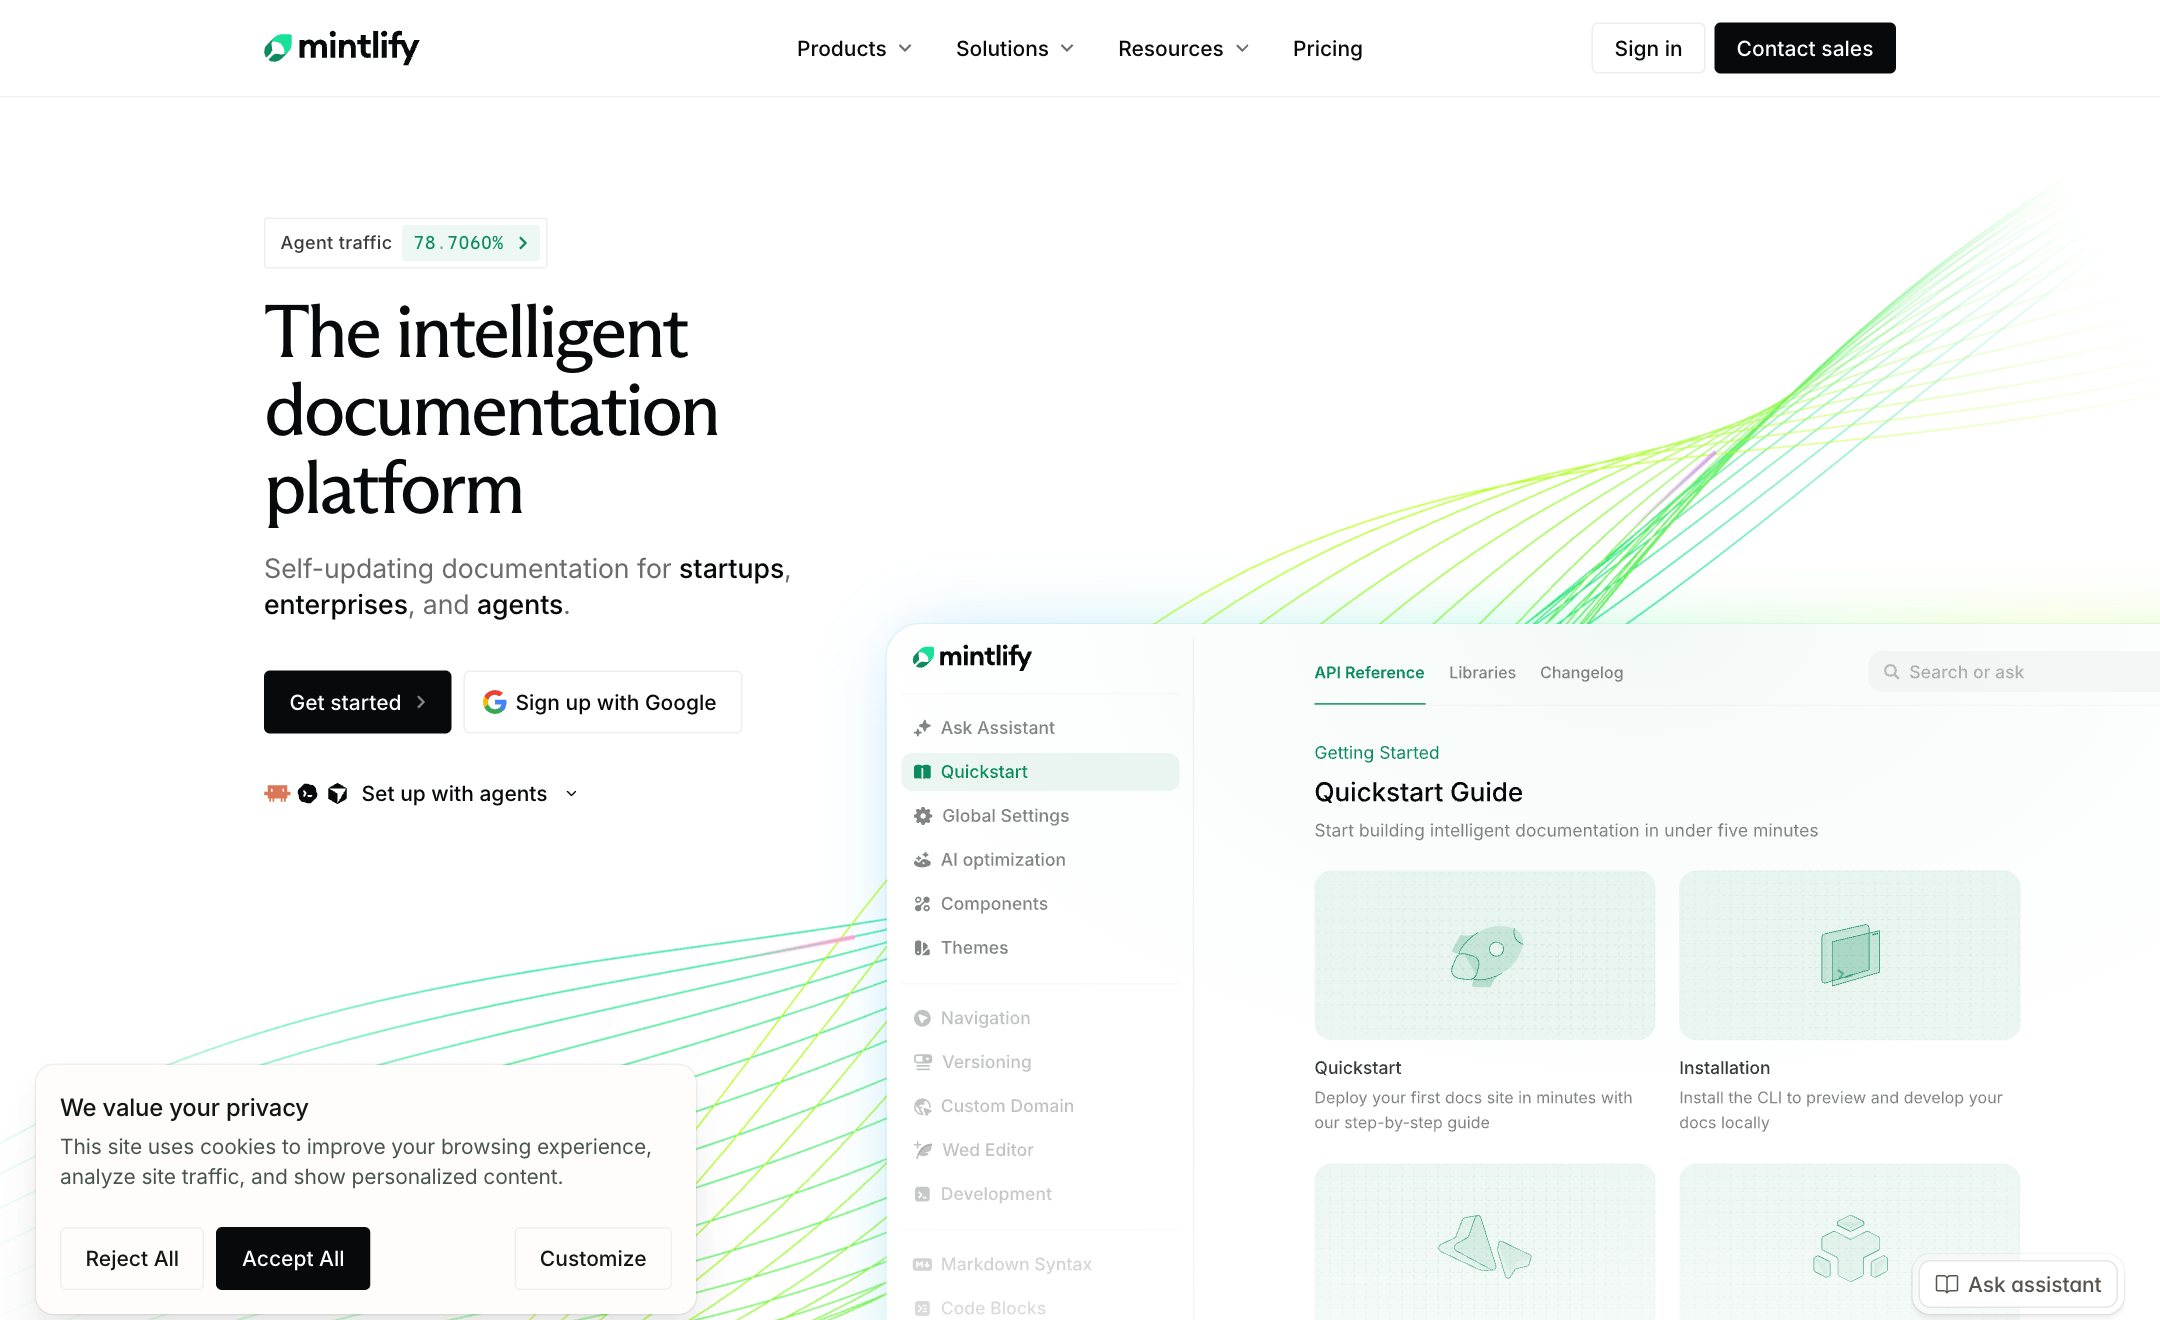 mintlify
Products
Solutions
Resources
Pricing
Sign in
Contact sales
Agent traffic 78.7060%
The intelligent
documentation
platform
Self-updating documentation for startups,
enterprises, and agents.
Get started
Sign up with Google
Set up with agents
mintlify
Ask Assistant
Quickstart
Global Settings
AI optimization
Components
Themes
Navigation
Versioning
Custom Domain
Wed Editor
Development
Markdown Syntax
Code Blocks
API Reference
Libraries
Changelog
Search or ask
Getting Started
Quickstart Guide
Start building intelligent documentation in under five minutes
Quickstart
Deploy your first docs site in minutes with
our step-by-step guide
Installation
Install the CLI to preview and develop your
docs locally
We value your privacy
This site uses cookies to improve your browsing experience,
analyze site traffic, and show personalized content.
Reject All
Accept All
Customize
Ask assistant